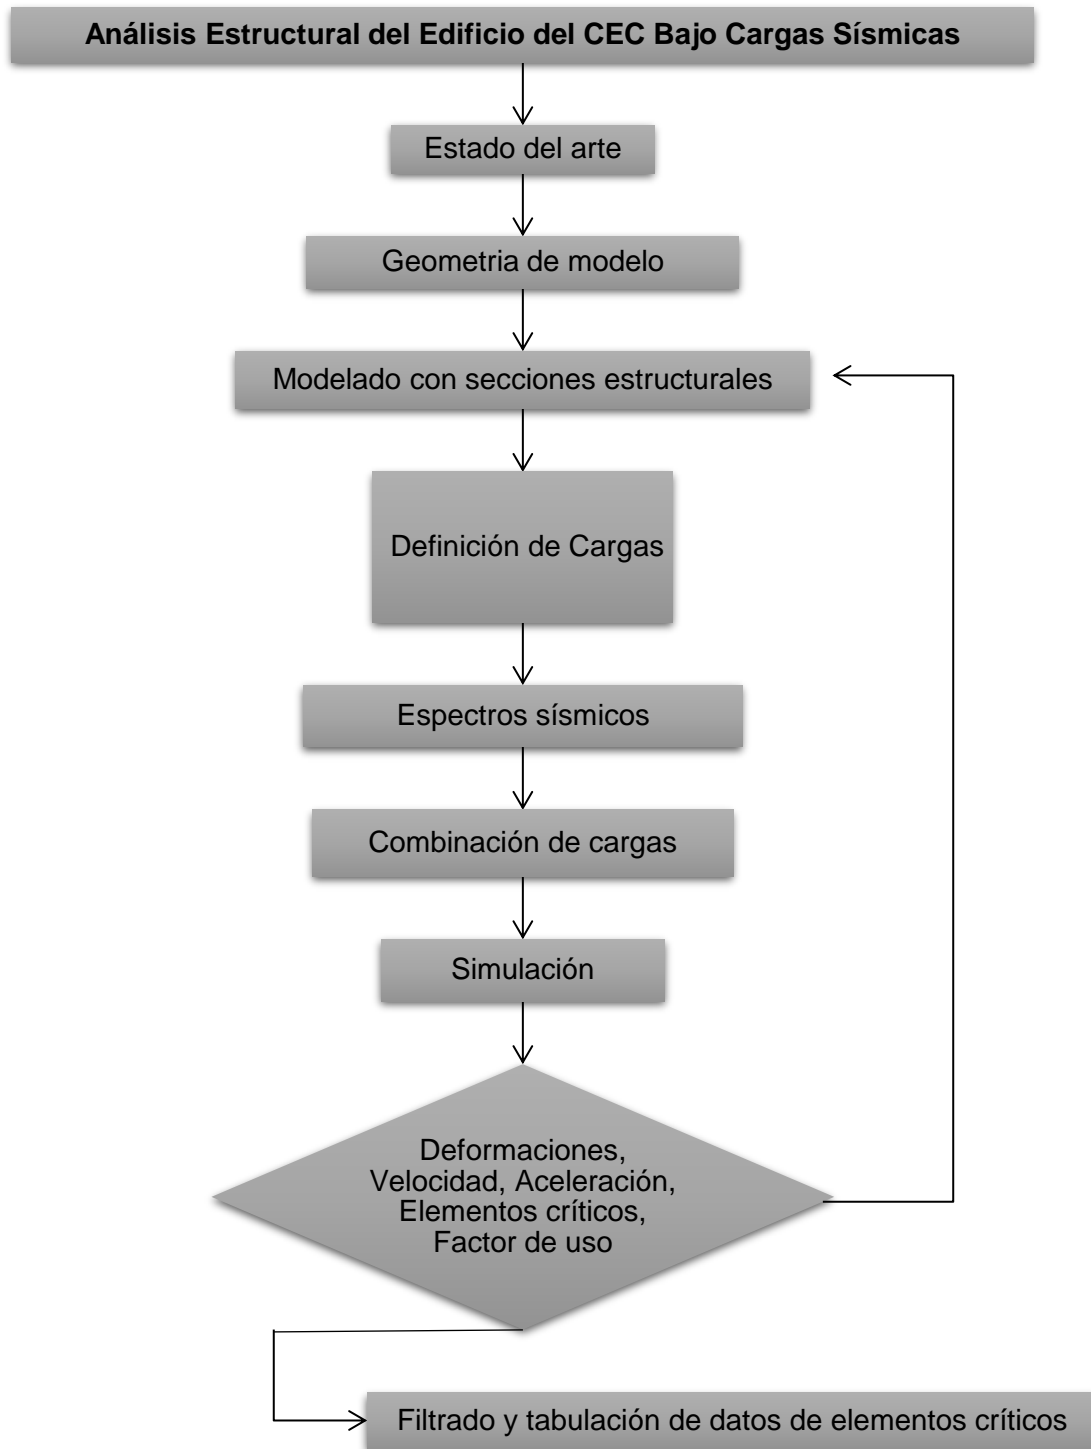 Análisis Estructural del Edificio del CEC Bajo Cargas Sísmicas
Estado del arte
Geometria de modelo
Modelado con secciones estructurales
Definición de Cargas
Espectros sísmicos
Combinación de cargas
Simulación
Deformaciones,
Velocidad, Aceleración,
Elementos críticos,
Factor de uso
Filtrado y tabulación de datos de elementos críticos